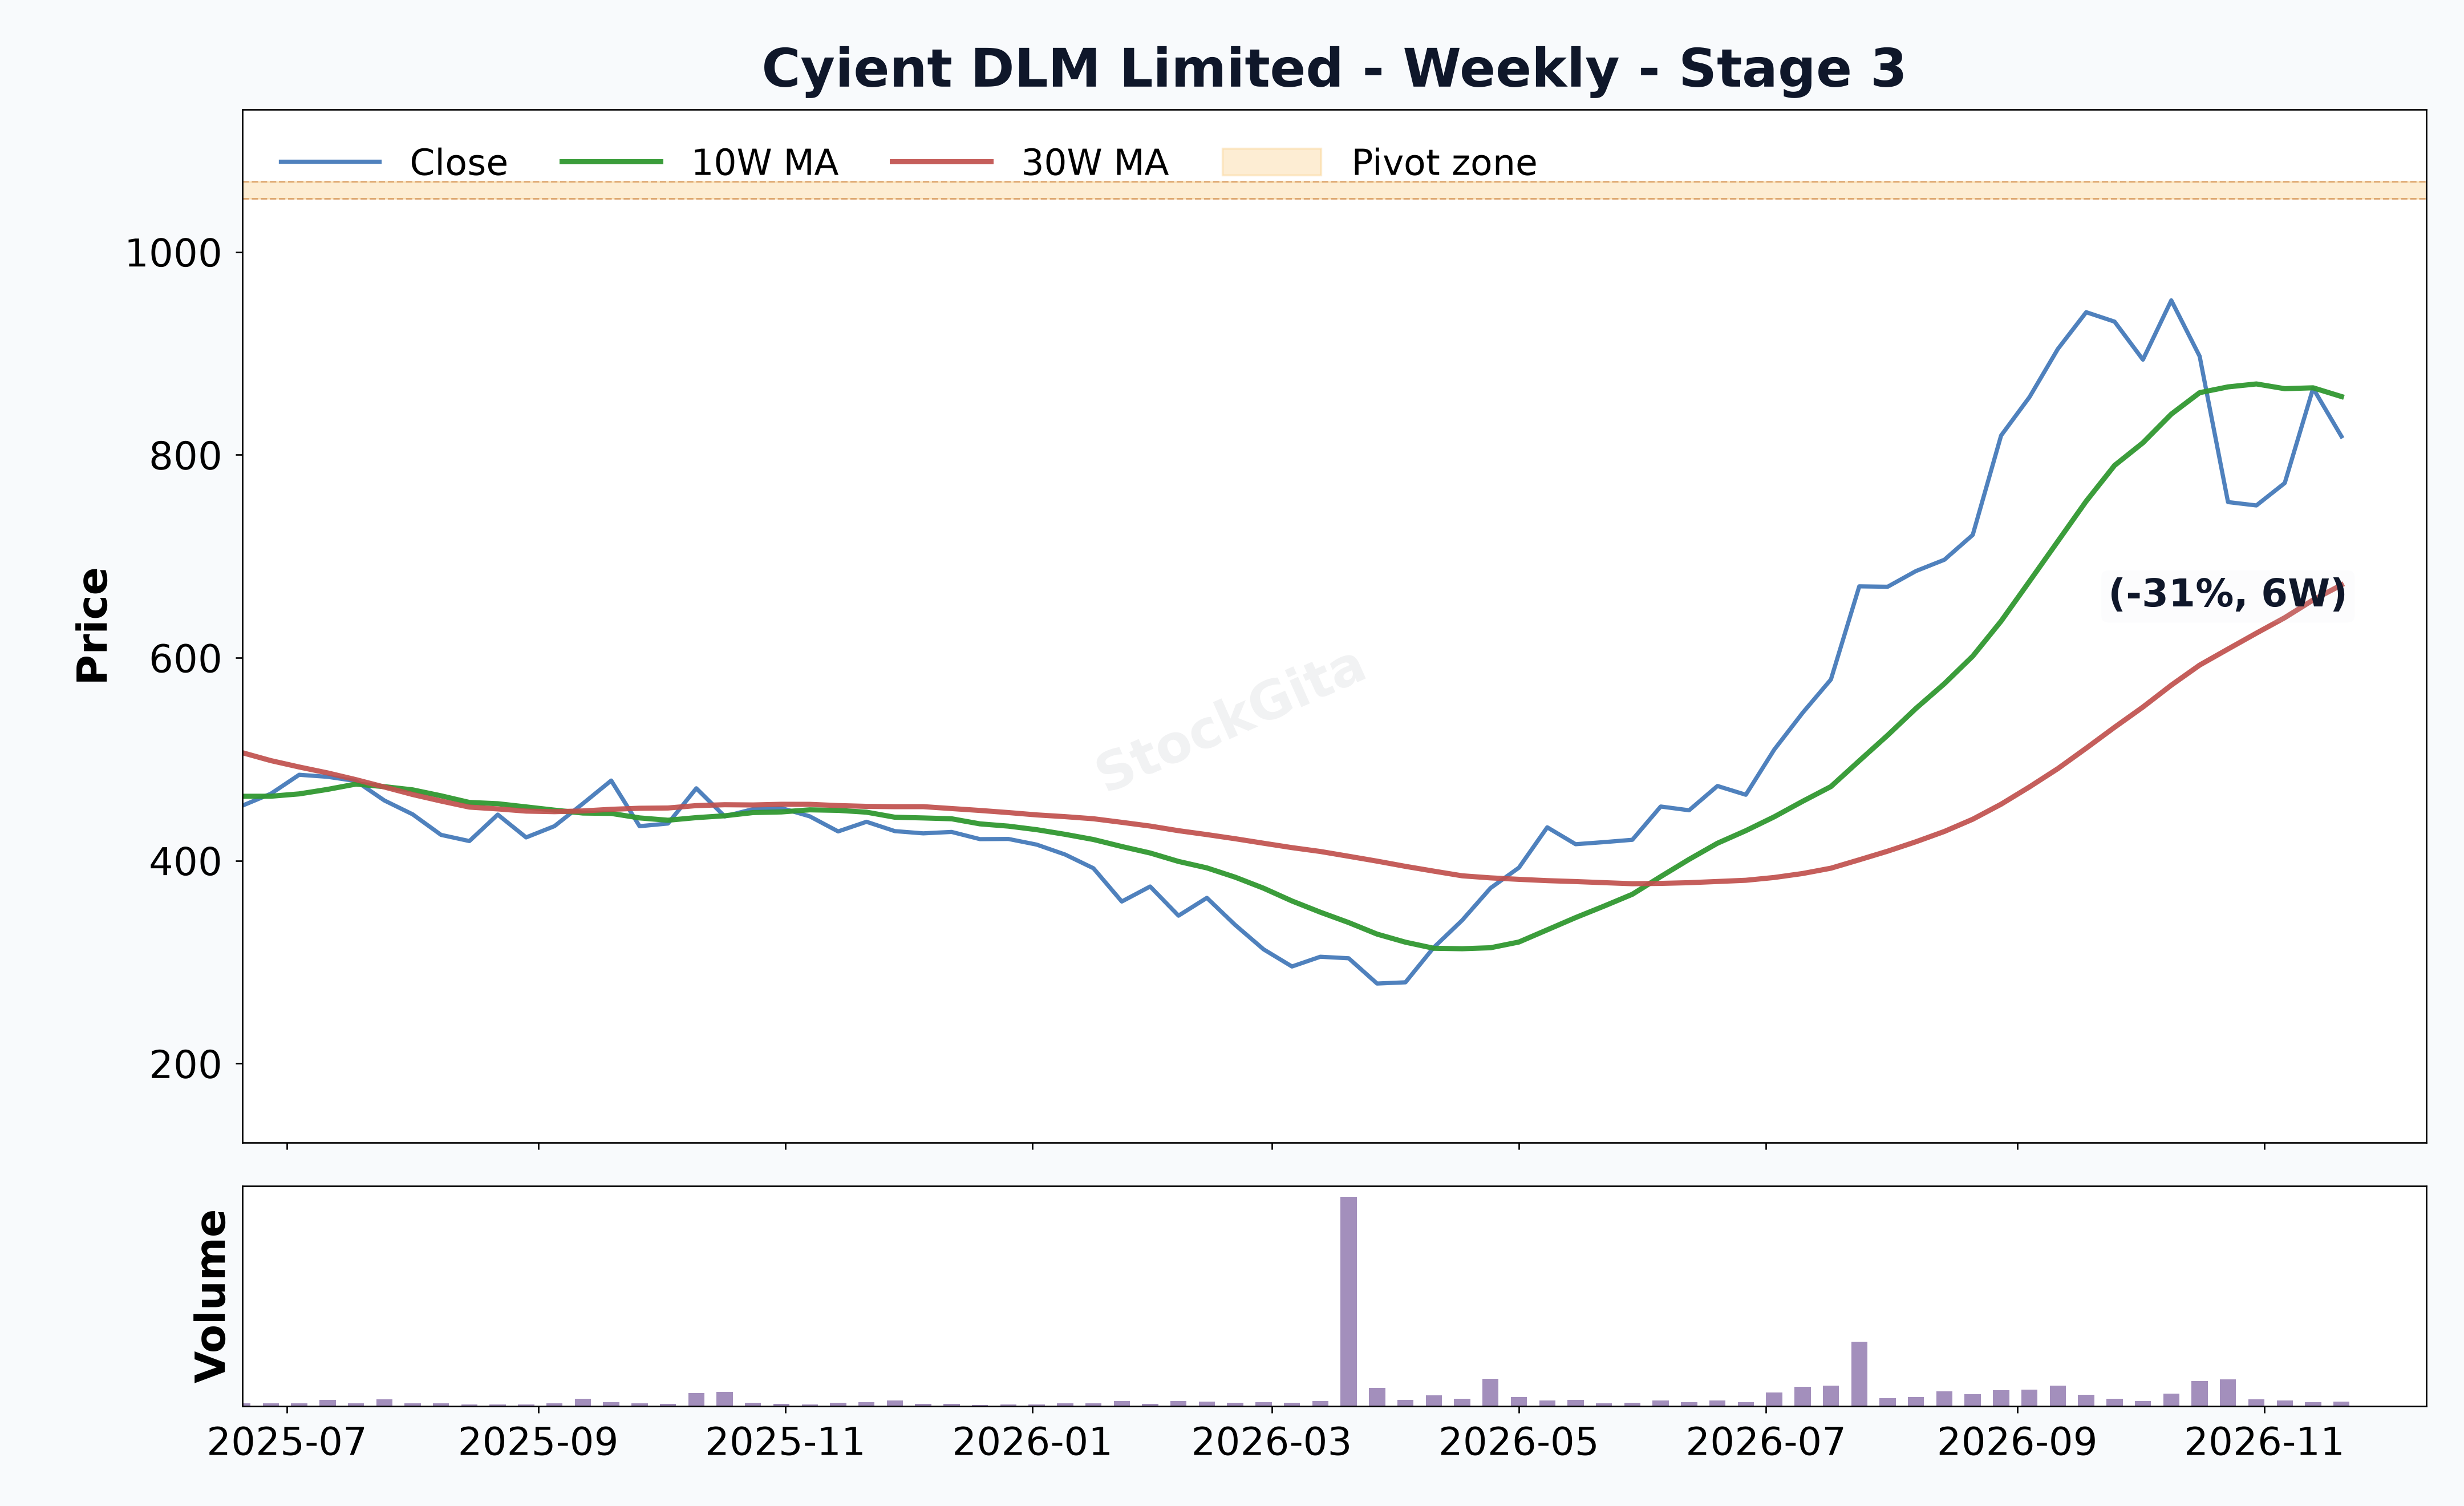 Cyient DLM Limited - Weekly - Stage 3
Close 10W MA 30W MA Pivot zone
Price
1000
800
600
400
200
(-31%, 6W)
StockGita
Volume
2025-07 2025-09 2025-11 2026-01 2026-03 2026-05 2026-07 2026-09 2026-11